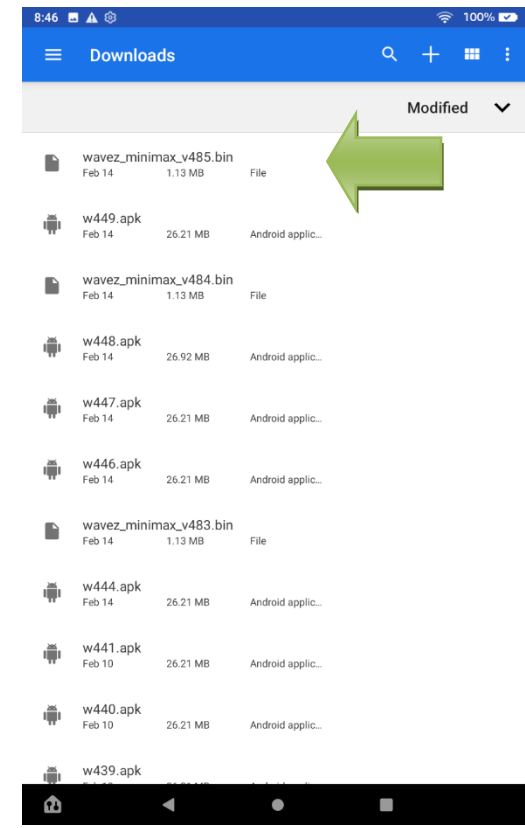 8:46 100%
Downloads
Modified
wavez_minimax_v485.bin
Feb 14 1.13 MB File
w449.apk
Feb 14 26.21 MB Android applic...
wavez_minimax_v484.bin
Feb 14 1.13 MB File
w448.apk
Feb 14 26.92 MB Android applic...
w447.apk
Feb 14 26.21 MB Android applic...
w446.apk
Feb 14 26.21 MB Android applic...
wavez_minimax_v483.bin
Feb 14 1.13 MB File
w444.apk
Feb 14 26.21 MB Android applic...
w441.apk
Feb 10 26.21 MB Android applic...
w440.apk
Feb 10 26.21 MB Android applic...
w439.apk